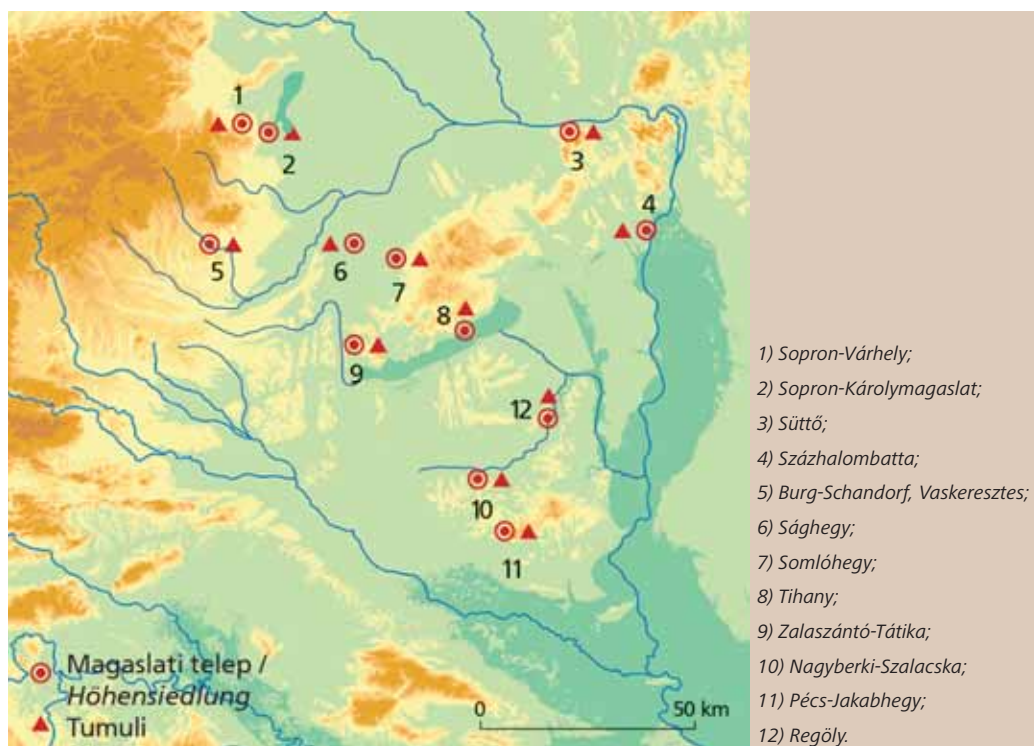 1
2
3
4
5
6
7
8
9
12
10
11
Magaslati telep /
Höhensiedlung
Tumuli
0 50 km
1) Sopron-Várhely;
2) Sopron-Károlymagaslat;
3) Süttő;
4) Százhalombatta;
5) Burg-Schandorf, Vaskeresztes;
6) Sághegy;
7) Somlóhegy;
8) Tihany;
9) Zalaszántó-Tátika;
10) Nagyberki-Szalacska;
11) Pécs-Jakabhegy;
12) Regöly.